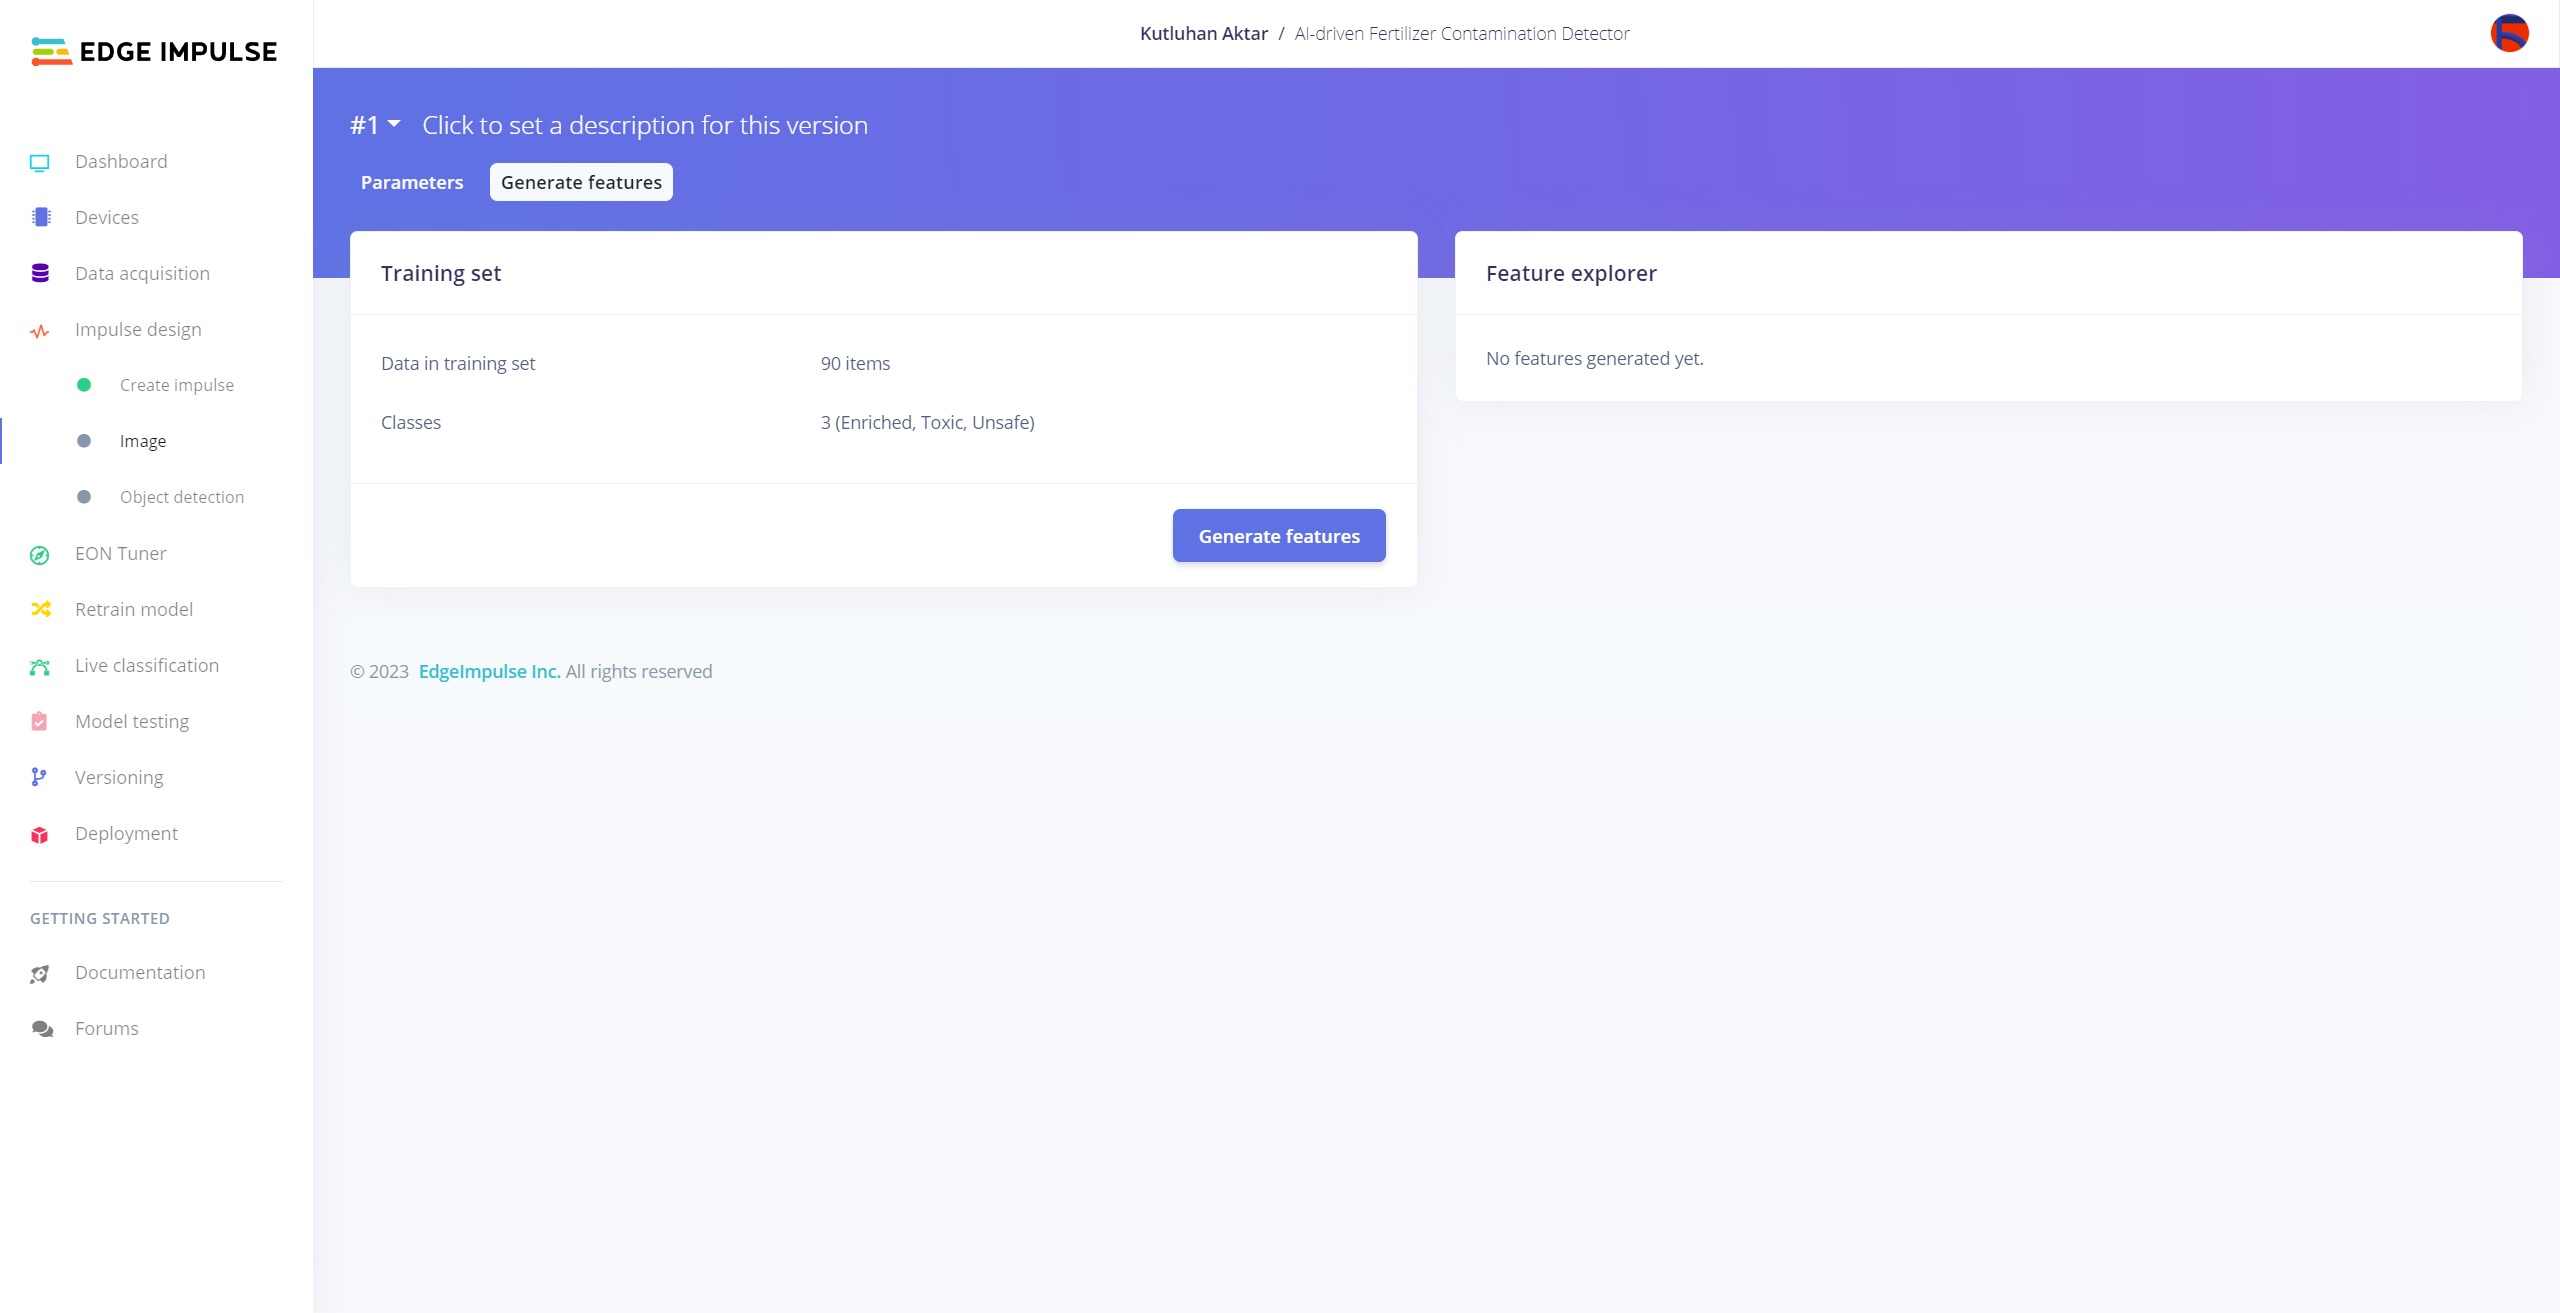 EDGE IMPULSE
Kutluhan Aktar / AI-driven Fertilizer Contamination Detector
Dashboard
Devices
Data acquisition
Impulse design
Create impulse
Image
Object detection
EON Tuner
Retrain model
Live classification
Model testing
Versioning
Deployment
GETTING STARTED
Documentation
Forums
#1 Click to set a description for this version
Parameters Generate features
Training set
Data in training set 90 items
Classes 3 (Enriched, Toxic, Unsafe)
Generate features
Feature explorer
No features generated yet.
© 2023 EdgeImpulse Inc. All rights reserved